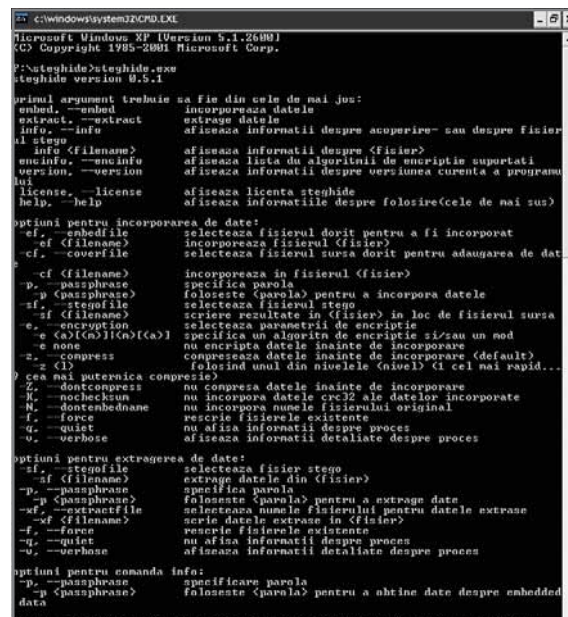 c:\windows\system32\CMD.EXE
Microsoft Windows XP [Version 5.1.2600]
(C) Copyright 1985-2001 Microsoft Corp.
:\steghide>steghide.exe
steghide version 0.5.1
primul argument trebuie sa fie din cele de mai jos:
embed, --embed incorporeaza datele
extract, --extract extrage datele
info, --info afiseaza informatii despre acoperire- sau despre fisier
ul stego
info <filename> afiseaza informatii despre <fisier>
encinfo, --encinfo afiseaza lista du algoritmii de encriptie suportati
version, --version afiseaza informatii despre versiunea curenta a programu
lui
license, --license afiseaza licenta steghide
help, --help afiseaza informatiile despre folosire(cele de mai sus)
optiuni pentru incorporarea de date:
-ef, --embedfile selecteaza fisierul dorit pentru a fi incorporat
-ef <filename> incorporeaza fisierul <fisier>
-cf, --coverfile selecteaza fisierul sursa dorit pentru adaugarea de dat
e
-cf <filename> incorporeaza in fisierul <fisier>
-p, --passphrase specifica parola
-p <passphrase> foloseste <parola> pentru a incorpora datele
-sf, --stegofile selecteaza fisierul stego
-sf <filename> scriere rezultate in <fisier> in loc de fisierul sursa
-e, --encryption selecteaza parametrii de encriptie
-e <a>[<m>]|<m>[<a>] specifica un algoritm de encriptie si/sau un mod
-e none nu encripta datele inainte de incorporare
-z, --compress compreseaza datele inainte de incorporare (default)
-z <l> folosind unul din nivelele <nivel> (1 cel mai rapid...
9 cea mai puternica compresie)
-Z, --dontcompress nu compresa datele inainte de incorporare
-K, --nochecksum nu incorpora datele crc32 ale datelor incorporate
-N, --dontembedname nu incorpora numele fisierului original
-f, --force rescrie fisierele existente
-q, --quiet nu afisa informatii despre proces
-v, --verbose afiseaza informatii detaliate despre proces
optiuni pentru extragerea de date:
-sf, --stegofile selecteaza fisier stego
-sf <filename> extrage datele din <fisier>
-p, --passphrase specifica parola
-p <passphrase> foloseste <parola> pentru a extrage date
-xf, --extractfile selecteaza numele fisierului pentru datele extrase
-xf <filename> scrie datele extrase in <fisier>
-f, --force rescrie fisierele existente
-q, --quiet nu afisa informatii despre proces
-v, --verbose afiseaza informatii detaliate despre proces
optiuni pentru comanda info:
-p, --passphrase specificare parola
-p <passphrase> foloseste <parola> pentru a obtine date despre embedded
data